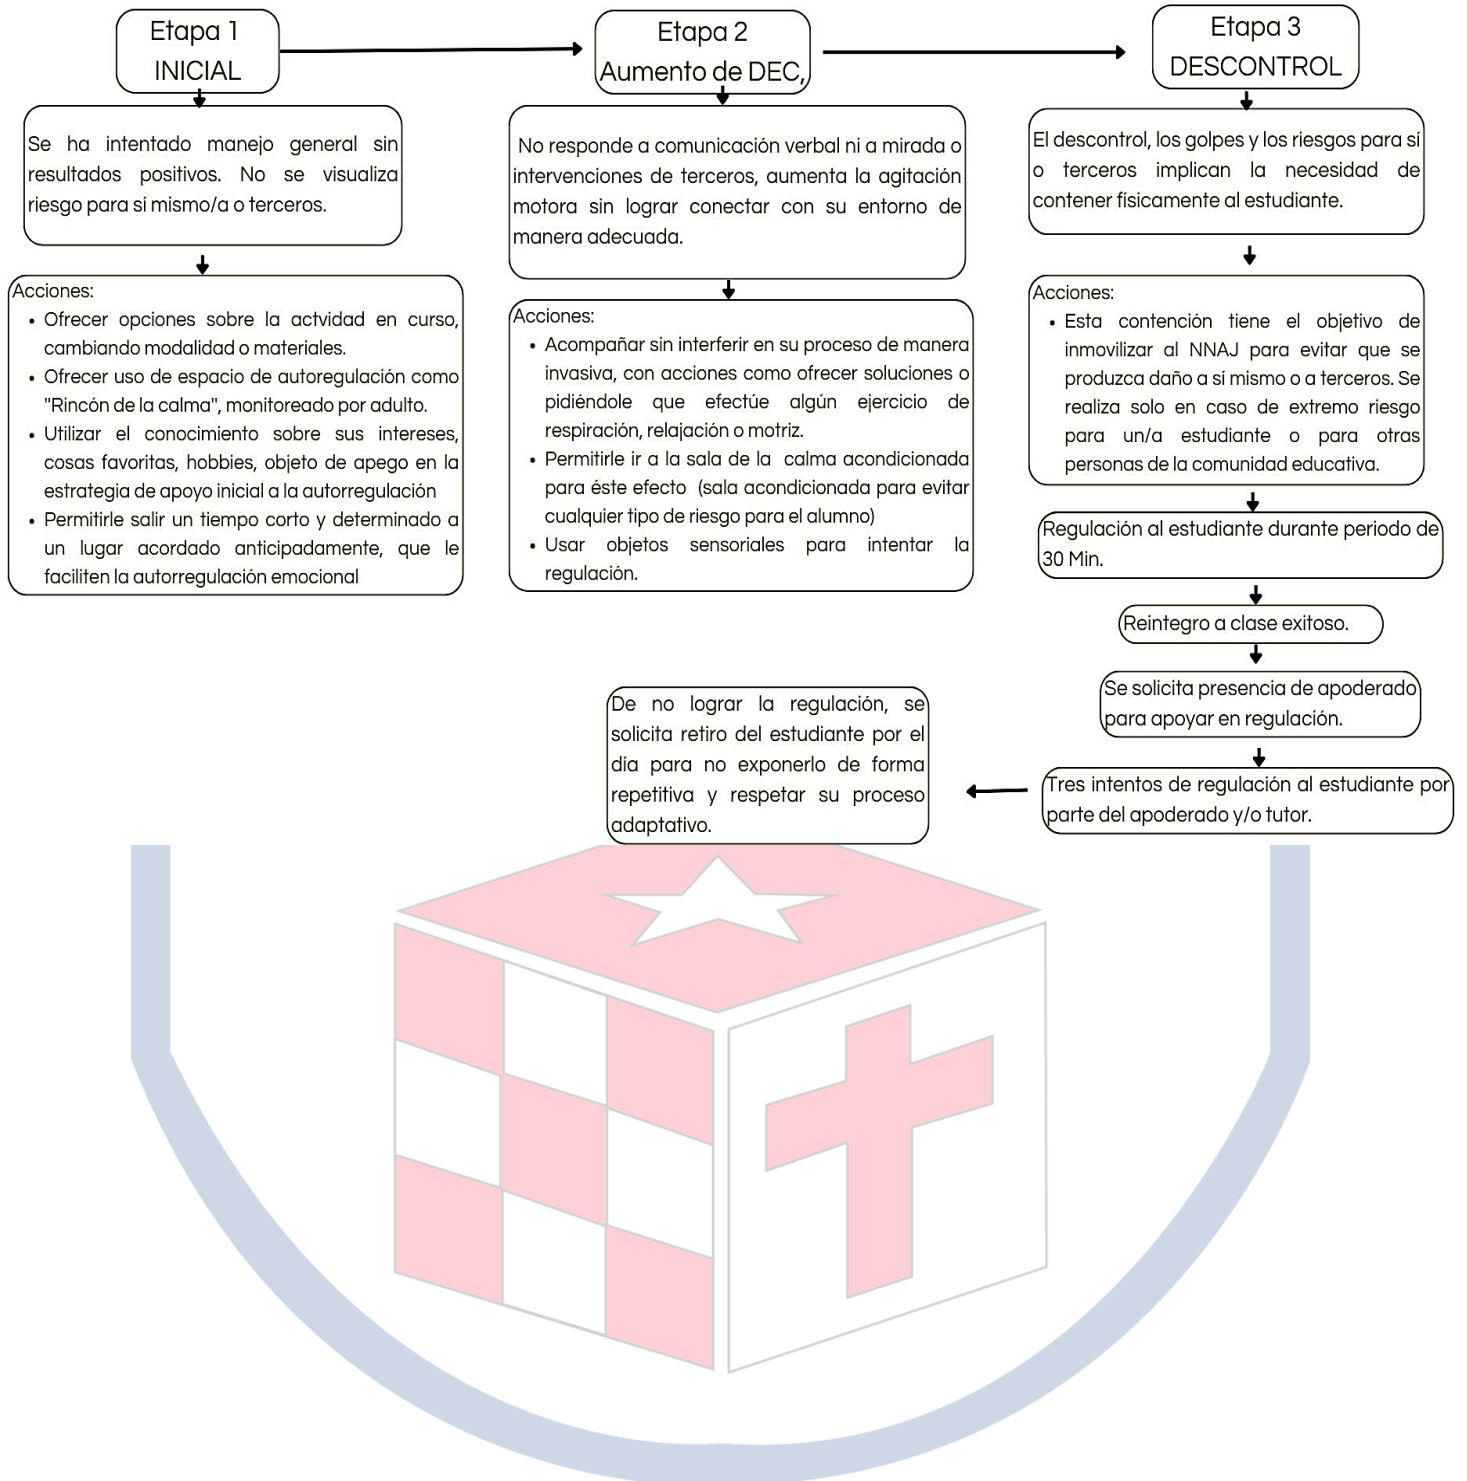 Etapa 1
INICIAL
Se ha intentado manejo general sin
resultados positivos. No se visualiza
riesgo para sí mismo/a o terceros.
Acciones:
• Ofrecer opciones sobre la actvidad en curso,
cambiando modalidad o materiales.
• Ofrecer uso de espacio de autoregulación como
"Rincón de la calma", monitoreado por adulto.
• Utilizar el conocimiento sobre sus intereses,
cosas favoritas, hobbies, objeto de apego en la
estrategia de apoyo inicial a la autorregulación
• Permitirle salir un tiempo corto y determinado a
un lugar acordado anticipadamente, que le
faciliten la autorregulación emocional
Etapa 2
Aumento de DEC,
No responde a comunicación verbal ni a mirada o
intervenciones de terceros, aumenta la agitación
motora sin lograr conectar con su entorno de
manera adecuada.
Acciones:
• Acompañar sin interferir en su proceso de manera
invasiva, con acciones como ofrecer soluciones o
pidiéndole que efectúe algún ejercicio de
respiración, relajación o motriz.
• Permitirle ir a la sala de la calma acondicionada
para éste efecto (sala acondicionada para evitar
cualquier tipo de riesgo para el alumno)
• Usar objetos sensoriales para intentar la
regulación.
Etapa 3
DESCONTROL
El descontrol, los golpes y los riesgos para sí
o terceros implican la necesidad de
contener físicamente al estudiante.
Acciones:
• Esta contención tiene el objetivo de
inmovilizar al NNAJ para evitar que se
produzca daño a sí mismo o a terceros. Se
realiza solo en caso de extremo riesgo
para un/a estudiante o para otras
personas de la comunidad educativa.
Regulación al estudiante durante periodo de
30 Min.
Reintegro a clase exitoso.
Se solicita presencia de apoderado
para apoyar en regulación.
Tres intentos de regulación al estudiante por
parte del apoderado y/o tutor.
De no lograr la regulación, se
solicita retiro del estudiante por el
día para no exponerlo de forma
repetitiva y respetar su proceso
adaptativo.